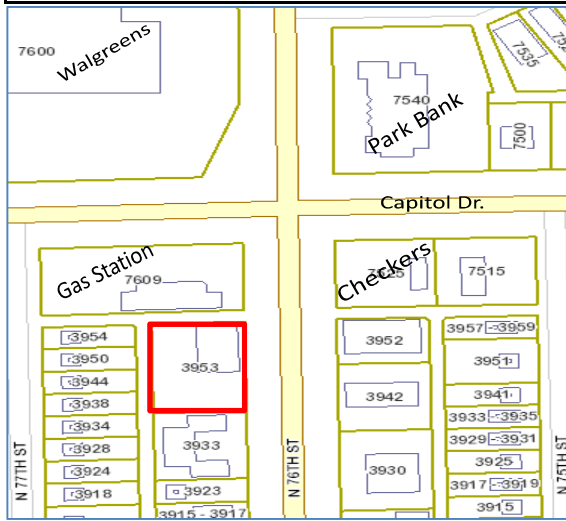 7600
Walgreens
7535
752
7540
Park Bank
7500
Capitol Dr.
Gas Station
7609
Checkers
7515
3954
3950
3944
3938
3934
3928
3924
3918
3953
3933
3923
3915 - 3917
N 77TH ST
N 76TH ST
3952
3942
3930
3957 - 3959
3951
3941
3933 - 3935
3929 - 3931
3925
3917 - 3919
3915
N 75TH ST